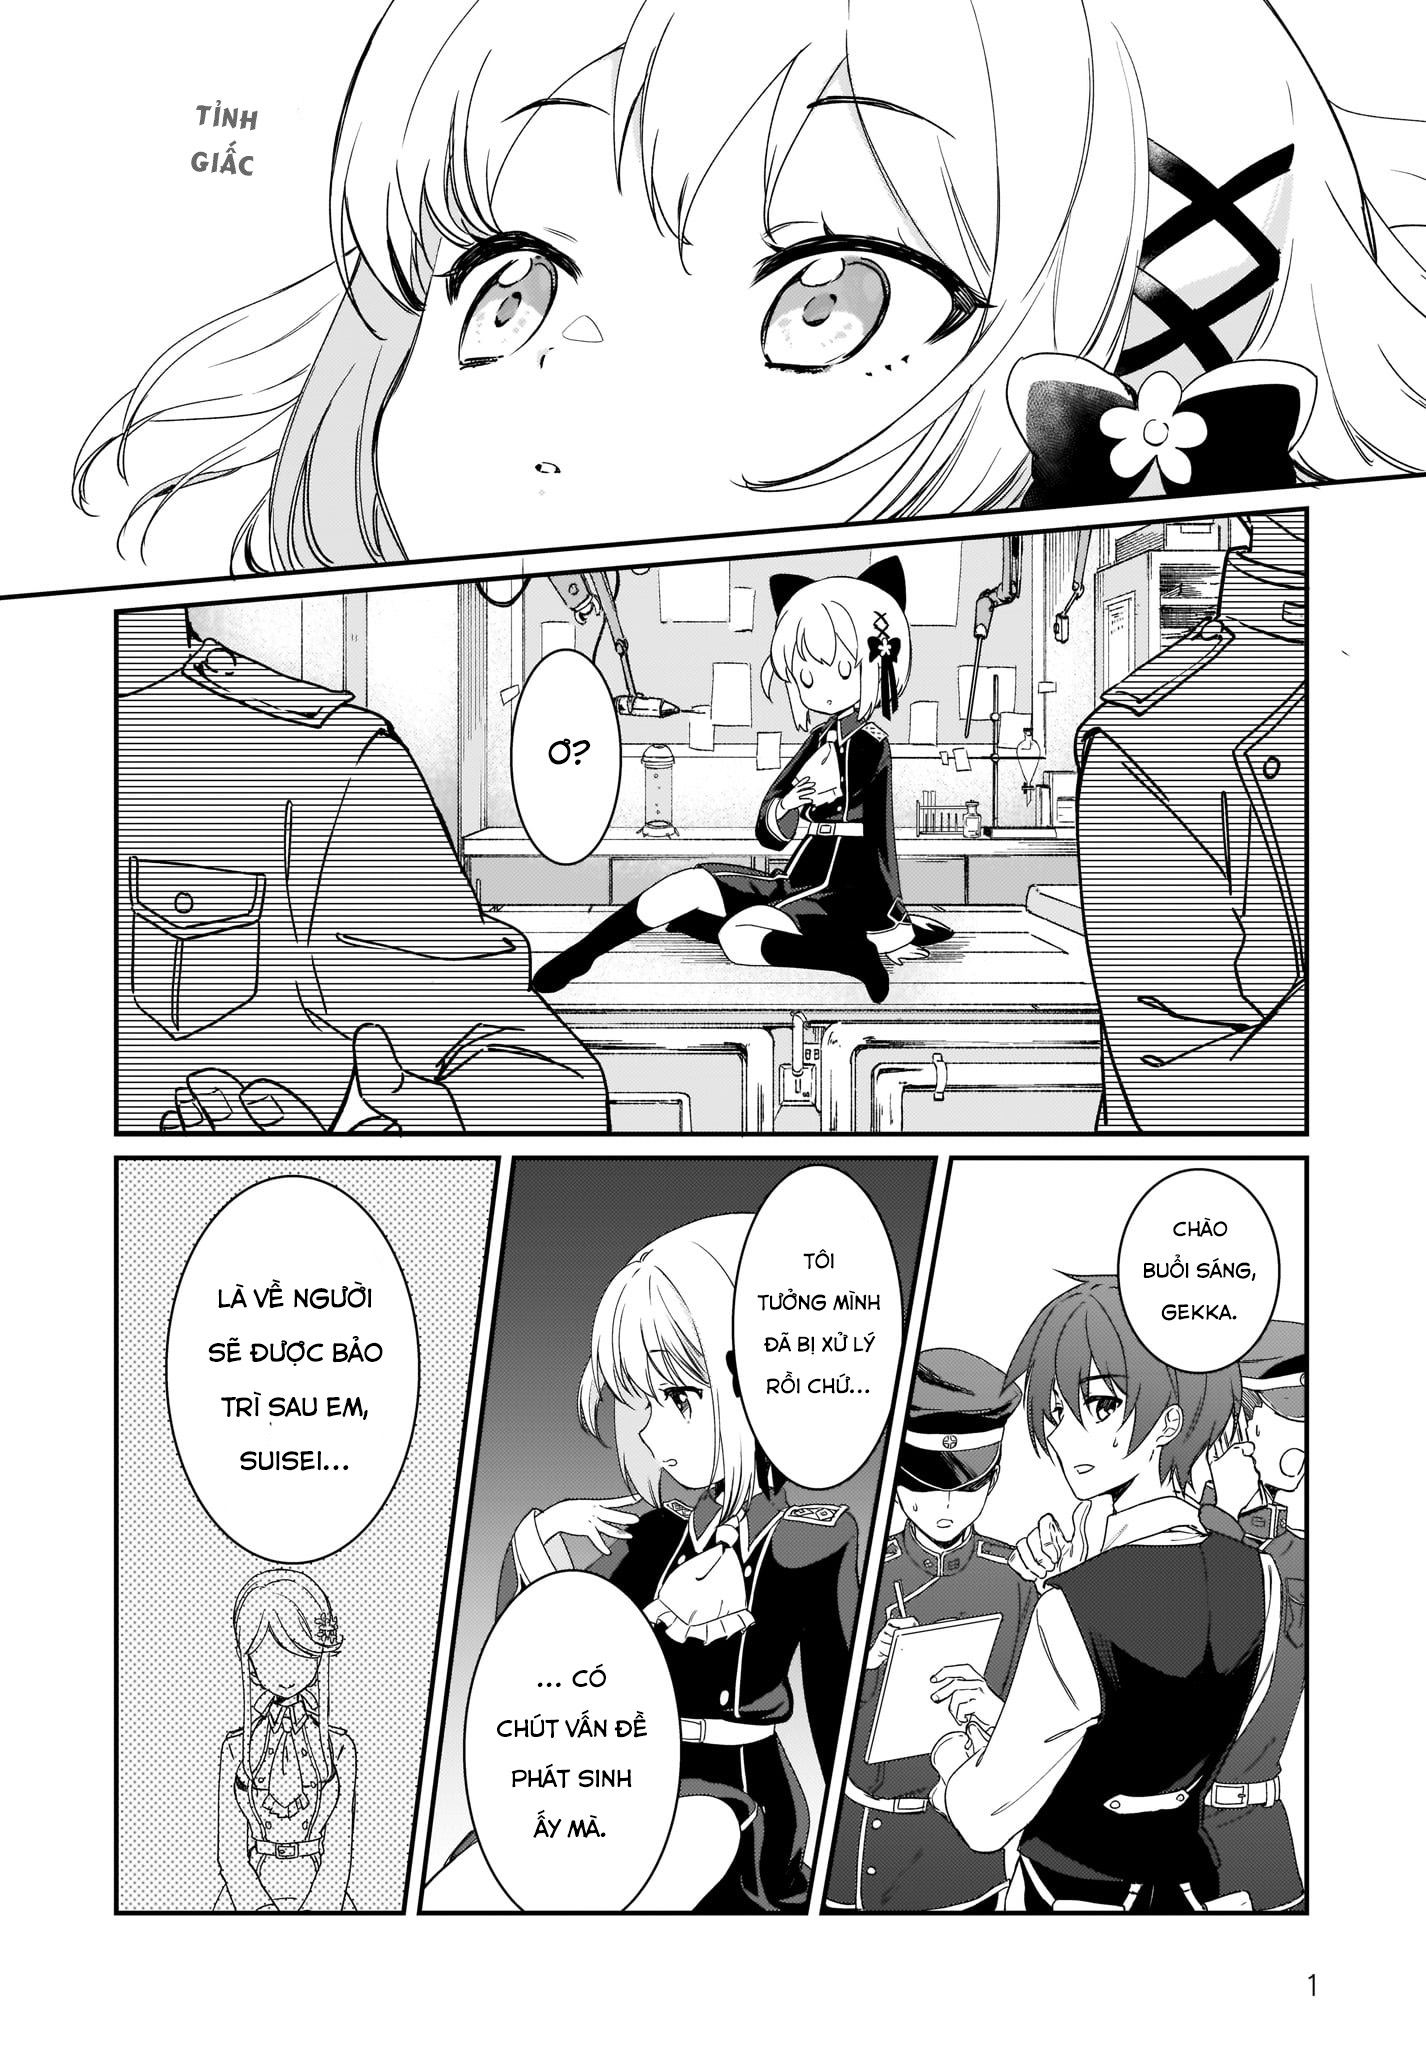 TỈNH
GIẤC
Ơ?
CHÀO
BUỔI SÁNG,
GEKKA.
TÔI
TƯỞNG MÌNH
ĐÃ BỊ XỬ LÝ
RỒI CHỨ...
... CÓ
CHÚT VẤN ĐỀ
PHÁT SINH
ẤY MÀ.
LÀ VỀ NGƯỜI
SẼ ĐƯỢC BẢO
TRÌ SAU EM,
SUISEI...
1